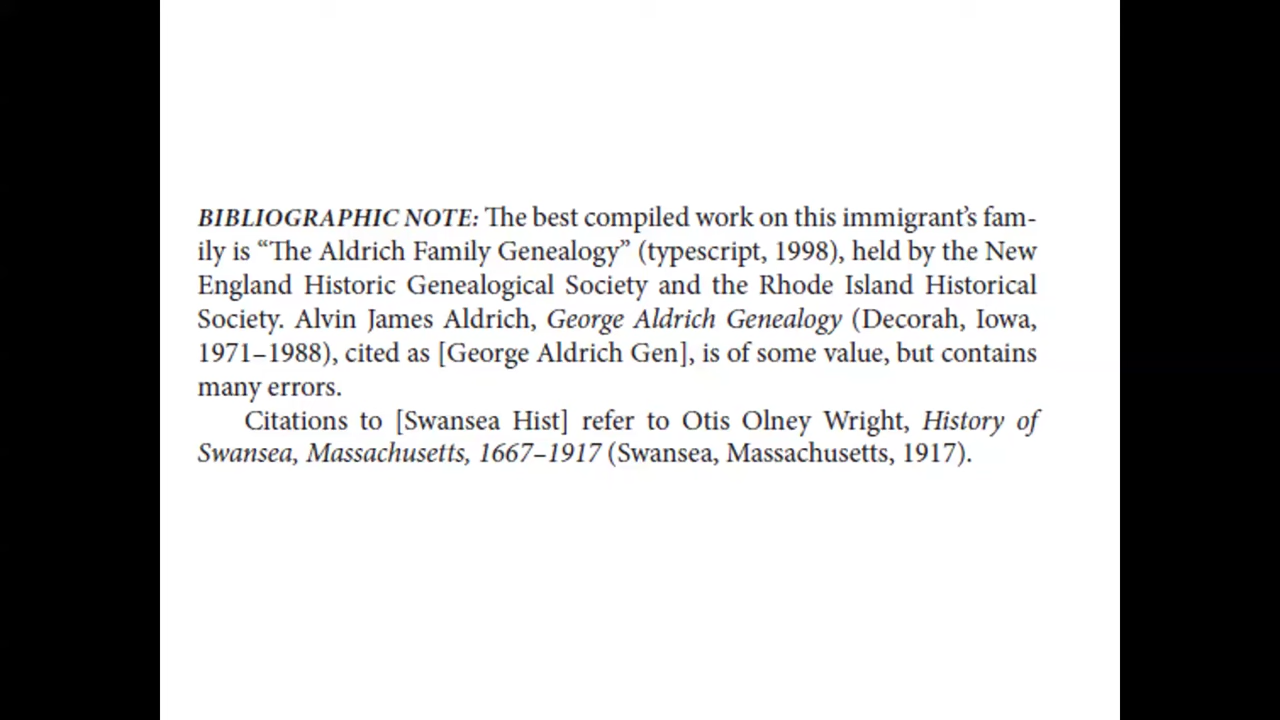 BIBLIOGRAPHIC NOTE: The best compiled work on this immigrant’s fam-
ily is “The Aldrich Family Genealogy” (typescript, 1998), held by the New
England Historic Genealogical Society and the Rhode Island Historical
Society. Alvin James Aldrich, George Aldrich Genealogy (Decorah, Iowa,
1971–1988), cited as [George Aldrich Gen], is of some value, but contains
many errors.
Citations to [Swansea Hist] refer to Otis Olney Wright, History of
Swansea, Massachusetts, 1667–1917 (Swansea, Massachusetts, 1917).